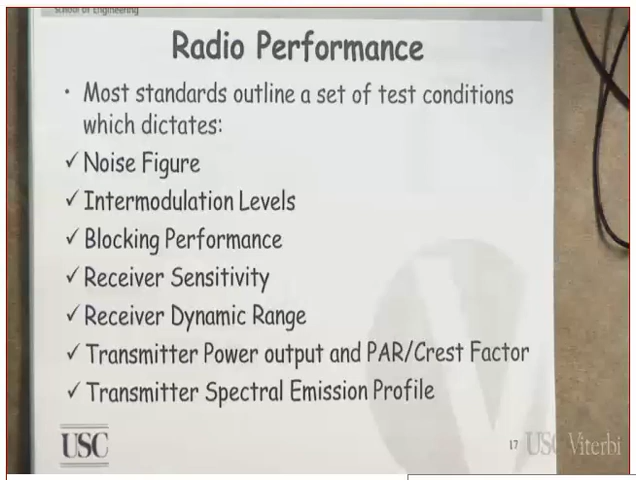 School of Engineering
Radio Performance
• Most standards outline a set of test conditions
which dictates:
✓ Noise Figure
✓ Intermodulation Levels
✓ Blocking Performance
✓ Receiver Sensitivity
✓ Receiver Dynamic Range
✓ Transmitter Power output and PAR/Crest Factor
✓ Transmitter Spectral Emission Profile
USC
17
USC Viterbi